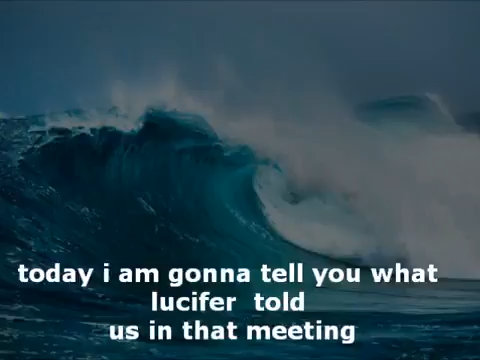 today i am gonna tell you what
lucifer told
us in that meeting